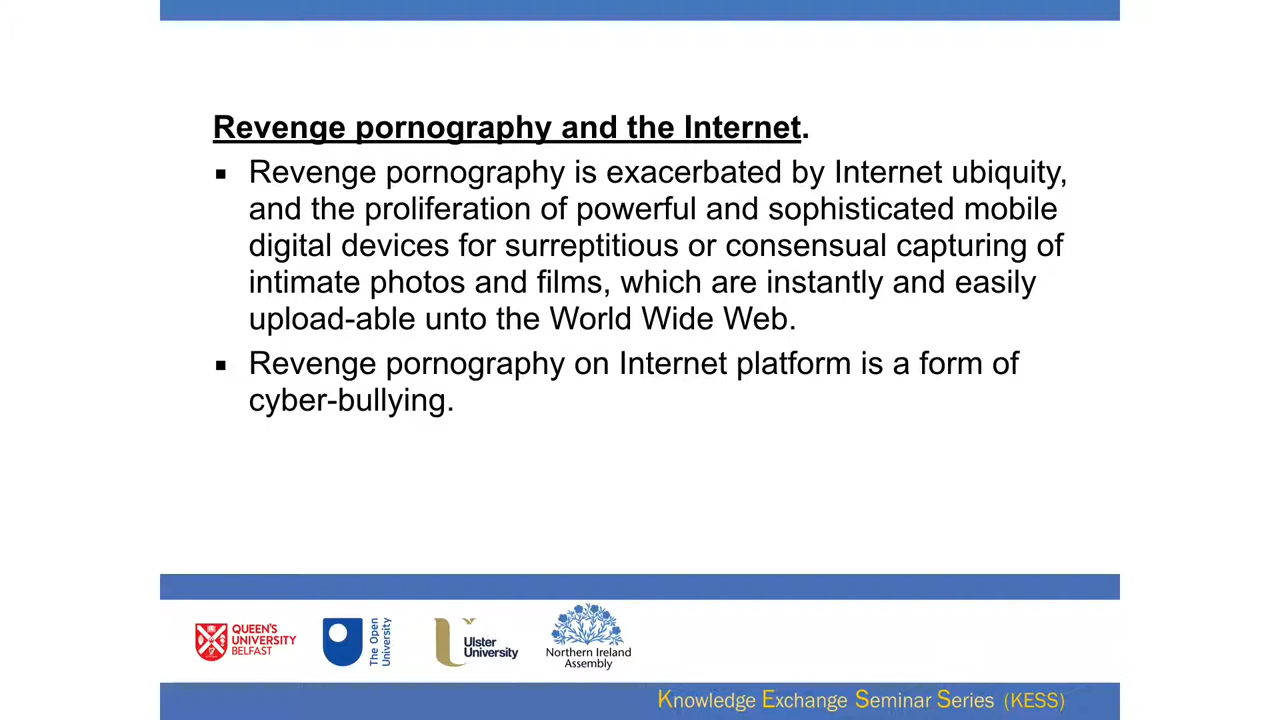 Revenge pornography and the Internet.
▪ Revenge pornography is exacerbated by Internet ubiquity,
and the proliferation of powerful and sophisticated mobile
digital devices for surreptitious or consensual capturing of
intimate photos and films, which are instantly and easily
upload-able unto the World Wide Web.
▪ Revenge pornography on Internet platform is a form of
cyber-bullying.
QUEEN'S
UNIVERSITY
BELFAST
The Open
University
Ulster
University
Northern Ireland
Assembly
Knowledge Exchange Seminar Series (KESS)